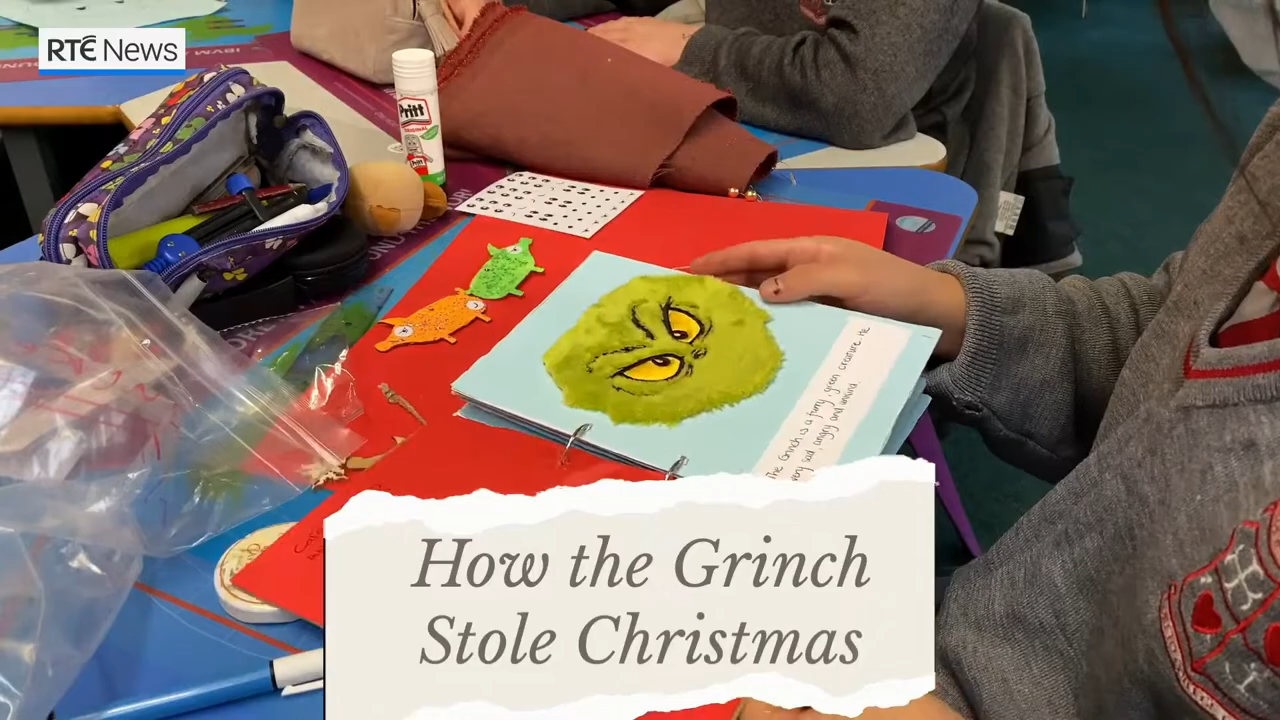 RTÉ News
Pritt
ORIGINAL
The Grinch is a furry, green creature. He
very sad, angry and unkind.
How the Grinch
Stole Christmas